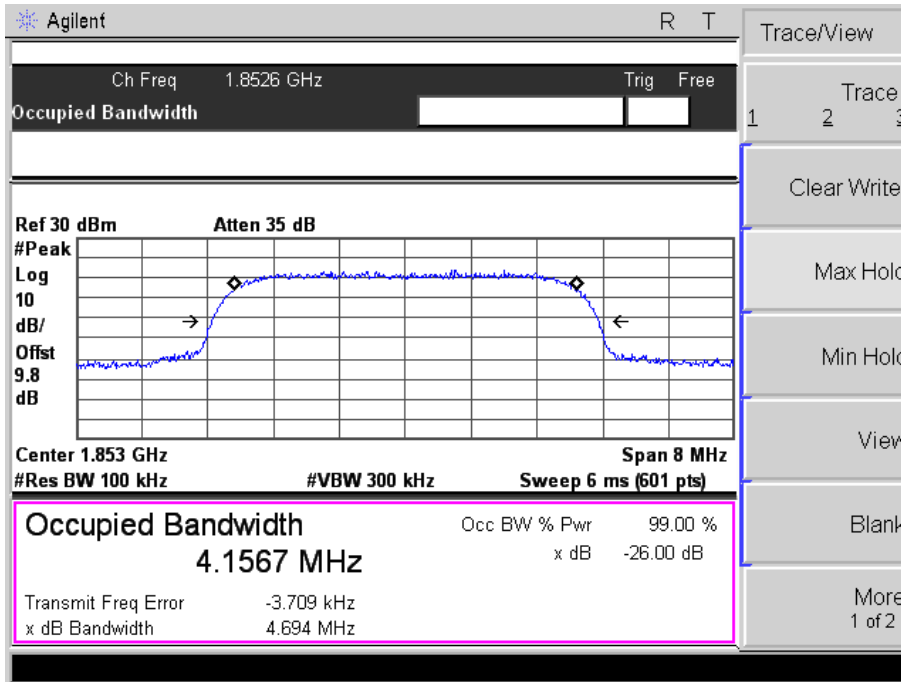 Agilent R T
Trace/View
Ch Freq 1.8526 GHz Trig Free
Occupied Bandwidth
Trace
1 2 3
Clear Write
Ref 30 dBm Atten 35 dB
#Peak
Log
10
dB/
Offst
9.8
dB
Max Hold
Min Hold
View
Center 1.853 GHz Span 8 MHz
#Res BW 100 kHz #VBW 300 kHz Sweep 6 ms (601 pts)
Blank
Occupied Bandwidth Occ BW % Pwr 99.00 %
4.1567 MHz x dB -26.00 dB
Transmit Freq Error -3.709 kHz
x dB Bandwidth 4.694 MHz
More
1 of 2